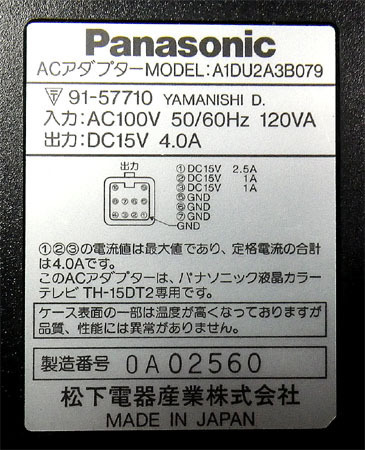 Panasonic
ACアダプターMODEL:A1DU2A3B079
91-57710 YAMANISHI D.
入力:AC100V 50/60Hz 120VA
出力:DC15V 4.0A
出力
①DC15V 2.5A
②DC15V 1A
③DC15V 1A
⑤GND
⑥GND
⑦GND
GND
①②③の電流値は最大値であり、定格電流の合計
は4.0Aです。
このACアダプターは、パナソニック液晶カラー
テレビ TH-15DT2専用です。
ケース表面の一部は温度が高くなっておりますが
品質、性能には異常がありません。
製造番号 0A02560
松下電器産業株式会社
MADE IN JAPAN